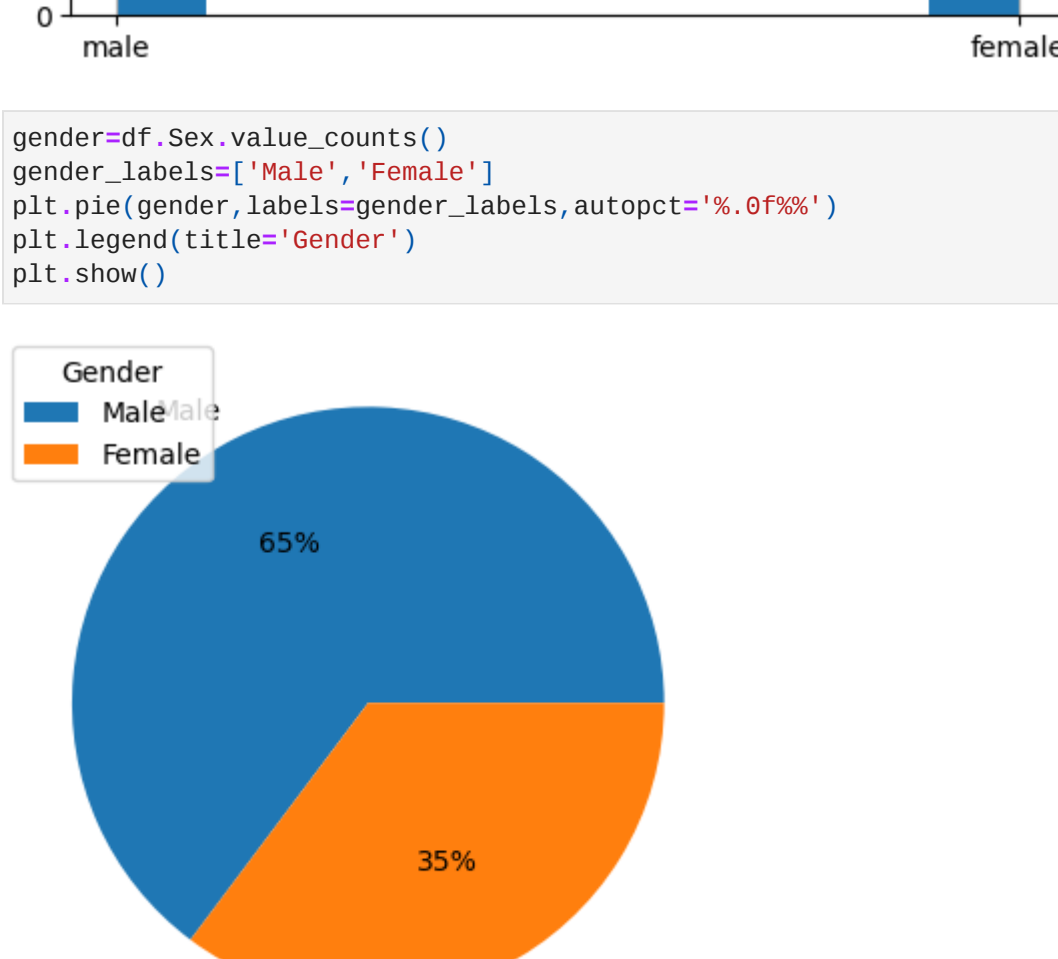 0
male female
gender=df.Sex.value_counts()
gender_labels=['Male','Female']
plt.pie(gender,labels=gender_labels,autopct='%.0f%%')
plt.legend(title='Gender')
plt.show()
Gender
Male Male
Female
65%
35%